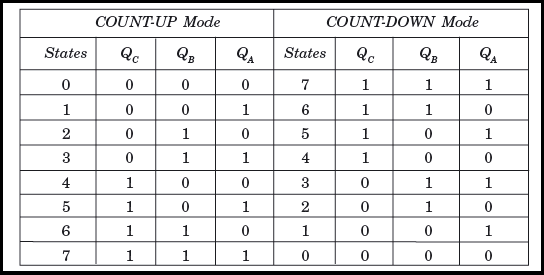 COUNT-UP Mode COUNT-DOWN Mode
States Q_C Q_B Q_A States Q_C Q_B Q_A
0 0 0 0 7 1 1 1
1 0 0 1 6 1 1 0
2 0 1 0 5 1 0 1
3 0 1 1 4 1 0 0
4 1 0 0 3 0 1 1
5 1 0 1 2 0 1 0
6 1 1 0 1 0 0 1
7 1 1 1 0 0 0 0